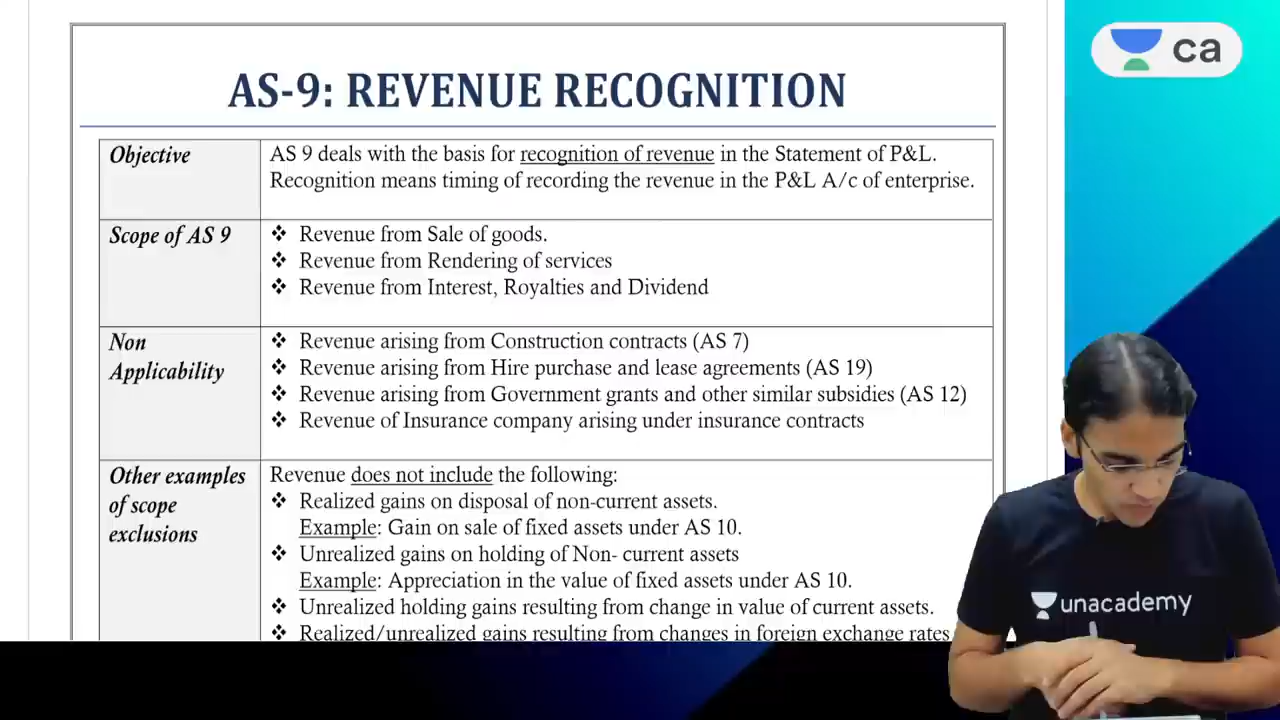 ca
AS-9: REVENUE RECOGNITION
Objective
AS 9 deals with the basis for recognition of revenue in the Statement of P&L.
Recognition means timing of recording the revenue in the P&L A/c of enterprise.
Scope of AS 9
❖ Revenue from Sale of goods.
❖ Revenue from Rendering of services
❖ Revenue from Interest, Royalties and Dividend
Non
Applicability
❖ Revenue arising from Construction contracts (AS 7)
❖ Revenue arising from Hire purchase and lease agreements (AS 19)
❖ Revenue arising from Government grants and other similar subsidies (AS 12)
❖ Revenue of Insurance company arising under insurance contracts
Other examples
of scope
exclusions
Revenue does not include the following:
❖ Realized gains on disposal of non-current assets.
Example: Gain on sale of fixed assets under AS 10.
❖ Unrealized gains on holding of Non- current assets
Example: Appreciation in the value of fixed assets under AS 10.
❖ Unrealized holding gains resulting from change in value of current assets.
❖ Realized/unrealized gains resulting from changes in foreign exchange rates
unacademy